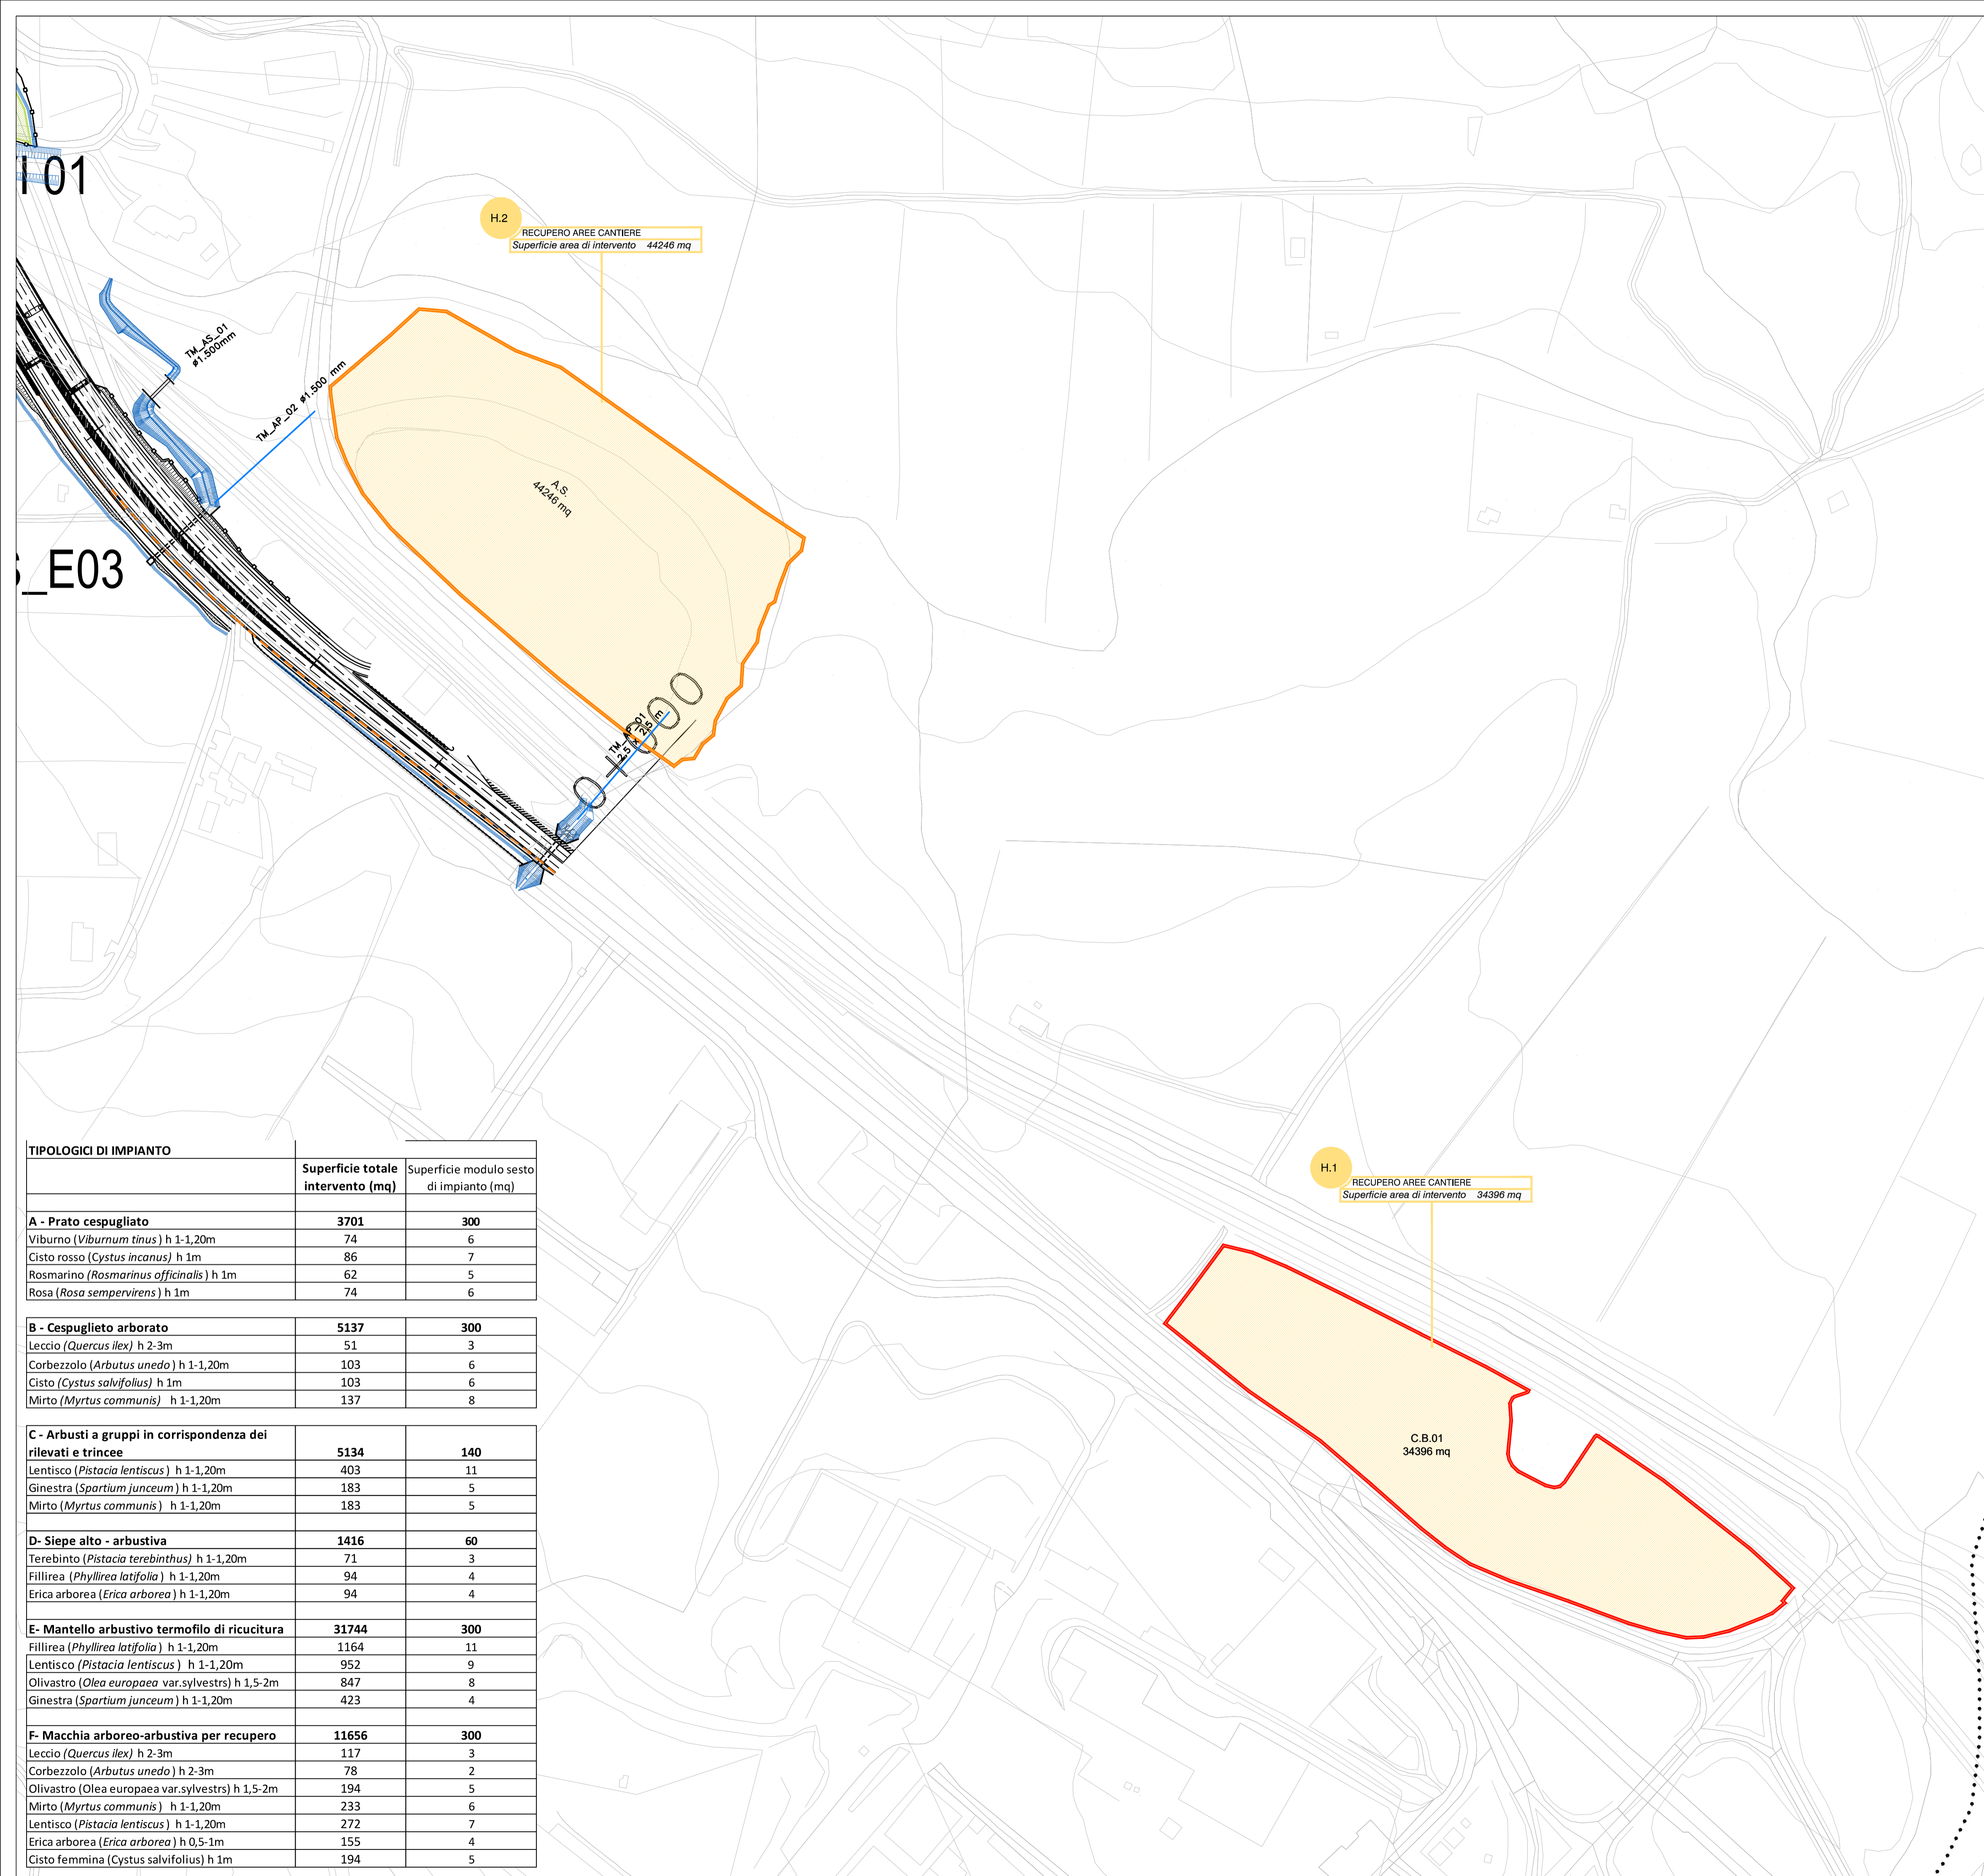 01
H.2
RECUPERO AREE CANTIERE
Superficie area di intervento 44246 mq
TM_AS_01
ø1.500mm
TM_AP_02 ø1.500 mm
A.S.
44246 mq
_E03
TM_AP_01
2.5 x 2.5 m
0+800
H.1
RECUPERO AREE CANTIERE
Superficie area di intervento 34396 mq
C.B.01
34396 mq
TIPOLOGICI DI IMPIANTO
Superficie totale intervento (mq) Superficie modulo sesto di impianto (mq)
A - Prato cespugliato 3701 300
Viburno (Viburnum tinus) h 1-1,20m 74 6
Cisto rosso (Cystus incanus) h 1m 86 7
Rosmarino (Rosmarinus officinalis) h 1m 62 5
Rosa (Rosa sempervirens) h 1m 74 6
B - Cespuglieto arborato 5137 300
Leccio (Quercus ilex) h 2-3m 51 3
Corbezzolo (Arbutus unedo) h 1-1,20m 103 6
Cisto (Cystus salvifolius) h 1m 103 6
Mirto (Myrtus communis) h 1-1,20m 137 8
C - Arbusti a gruppi in corrispondenza dei
rilevati e trincee 5134 140
Lentisco (Pistacia lentiscus) h 1-1,20m 403 11
Ginestra (Spartium junceum) h 1-1,20m 183 5
Mirto (Myrtus communis) h 1-1,20m 183 5
D- Siepe alto - arbustiva 1416 60
Terebinto (Pistacia terebinthus) h 1-1,20m 71 3
Fillirea (Phyllirea latifolia) h 1-1,20m 94 4
Erica arborea (Erica arborea) h 1-1,20m 94 4
E- Mantello arbustivo termofilo di ricucitura 31744 300
Fillirea (Phyllirea latifolia) h 1-1,20m 1164 11
Lentisco (Pistacia lentiscus) h 1-1,20m 952 9
Olivastro (Olea europaea var.sylvestrs) h 1,5-2m 847 8
Ginestra (Spartium junceum) h 1-1,20m 423 4
F- Macchia arboreo-arbustiva per recupero 11656 300
Leccio (Quercus ilex) h 2-3m 117 3
Corbezzolo (Arbutus unedo) h 2-3m 78 2
Olivastro (Olea europaea var.sylvestrs) h 1,5-2m 194 5
Mirto (Myrtus communis) h 1-1,20m 233 6
Lentisco (Pistacia lentiscus) h 1-1,20m 272 7
Erica arborea (Erica arborea) h 0,5-1m 155 4
Cisto femmina (Cystus salvifolius) h 1m 194 5